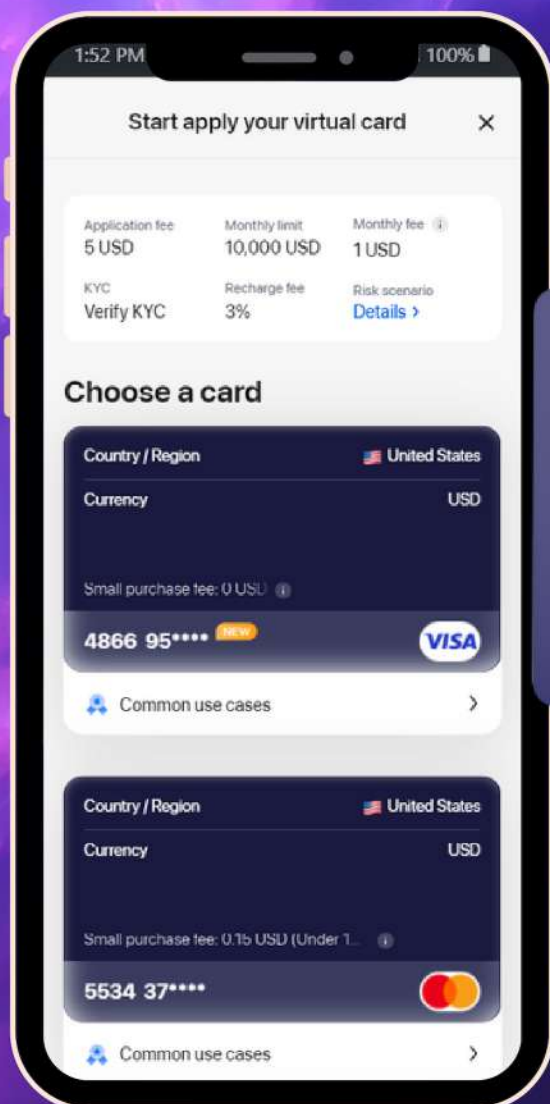 1:52 PM 100%
Start apply your virtual card
Application fee Monthly limit Monthly fee
5 USD 10,000 USD 1 USD
KYC Recharge fee Risk scenario
Verify KYC 3% Details >
Choose a card
Country / Region United States
Currency USD
Small purchase fee: 0 USD
4866 95**** NEW VISA
Common use cases
Country / Region United States
Currency USD
Small purchase fee: 0.15 USD (Under 1...
5534 37****
Common use cases